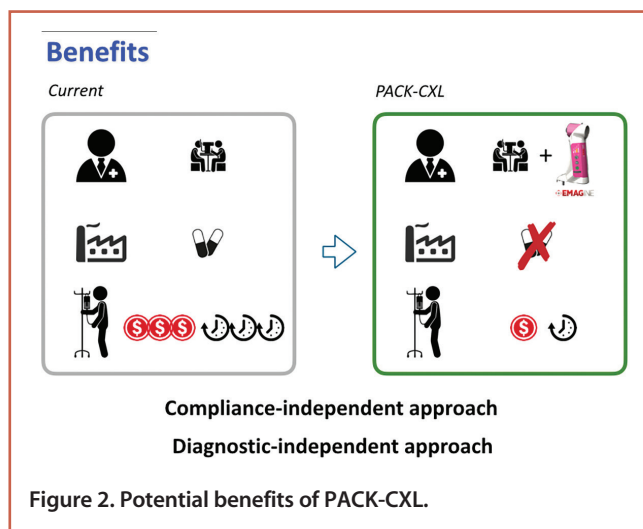 Benefits
Current
PACK-CXL
+
EMAGINE
$ $ $
$
Compliance-independent approach
Diagnostic-independent approach
Figure 2. Potential benefits of PACK-CXL.